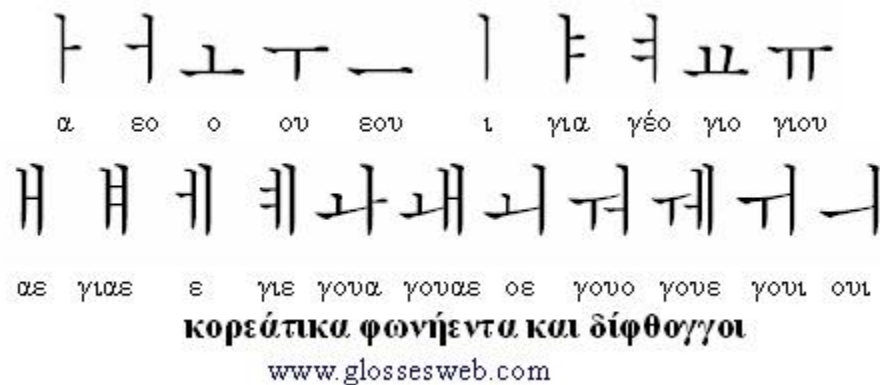 ㅏ ㅓ ㅗ ㅜ ㅡ ㅣ ㅑ ㅕ ㅛ ㅠ
α εο ο ου εου ι για γέο γιο γιου
ㅐ ㅒ ㅔ ㅖ ㅘ ㅙ ㅚ ㅝ ㅞ ㅟ ㅢ
αε γιαε ε γιε γουα γουαε οε γουο γουε γουι ουι
κορεάτικα φωνήεντα και δίφθογγοι
www.glossesweb.com